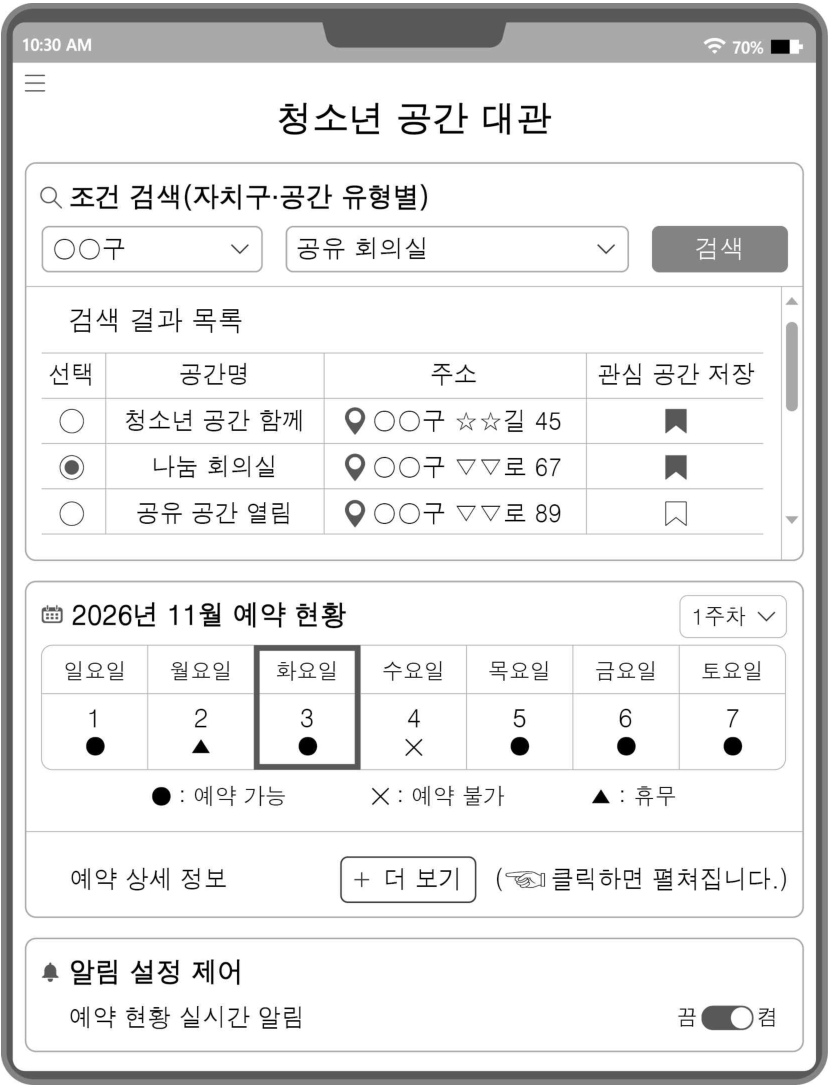 10:30 AM 70%
청소년 공간 대관
조건 검색(자치구·공간 유형별)
○○구 공유 회의실 검색
검색 결과 목록
선택 공간명 주소 관심 공간 저장
청소년 공간 함께 ○○구 ☆☆길 45
나눔 회의실 ○○구 ▽▽로 67
공유 공간 열림 ○○구 ▽▽로 89
2026년 11월 예약 현황 1주차
일요일 월요일 화요일 수요일 목요일 금요일 토요일
1 2 3 4 5 6 7
● ▲ ● × ● ● ●
● : 예약 가능 × : 예약 불가 ▲ : 휴무
예약 상세 정보 + 더 보기 (☜ 클릭하면 펼쳐집니다.)
알림 설정 제어
예약 현황 실시간 알림 끔 켬